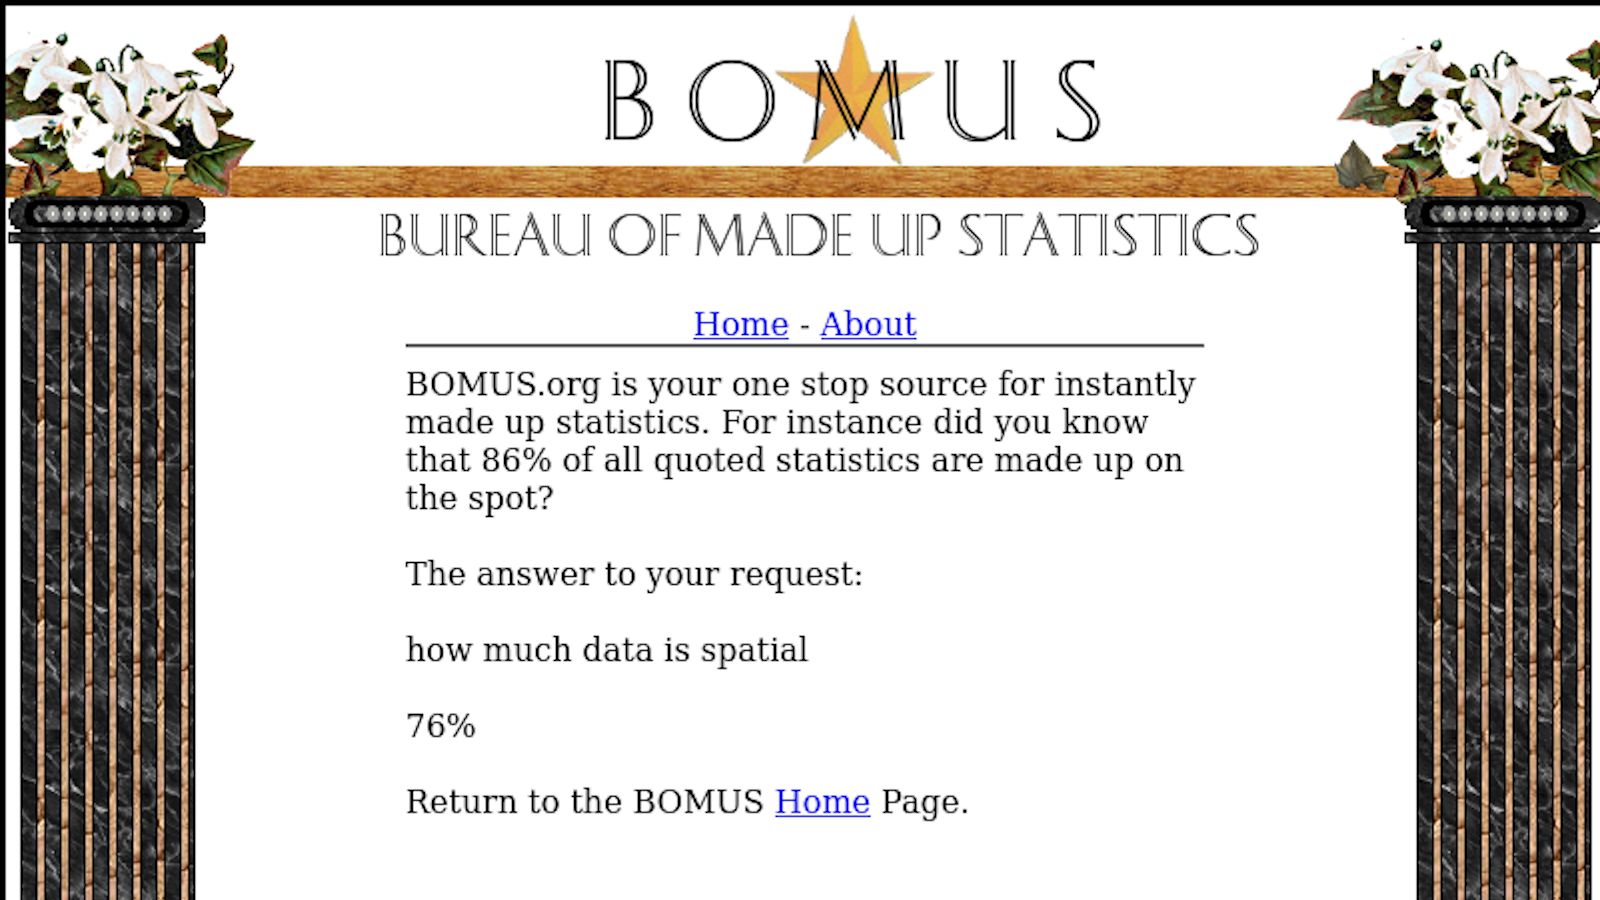 BOMUS
BUREAU OF MADE UP STATISTICS
Home - About
BOMUS.org is your one stop source for instantly
made up statistics. For instance did you know
that 86% of all quoted statistics are made up on
the spot?
The answer to your request:
how much data is spatial
76%
Return to the BOMUS Home Page.